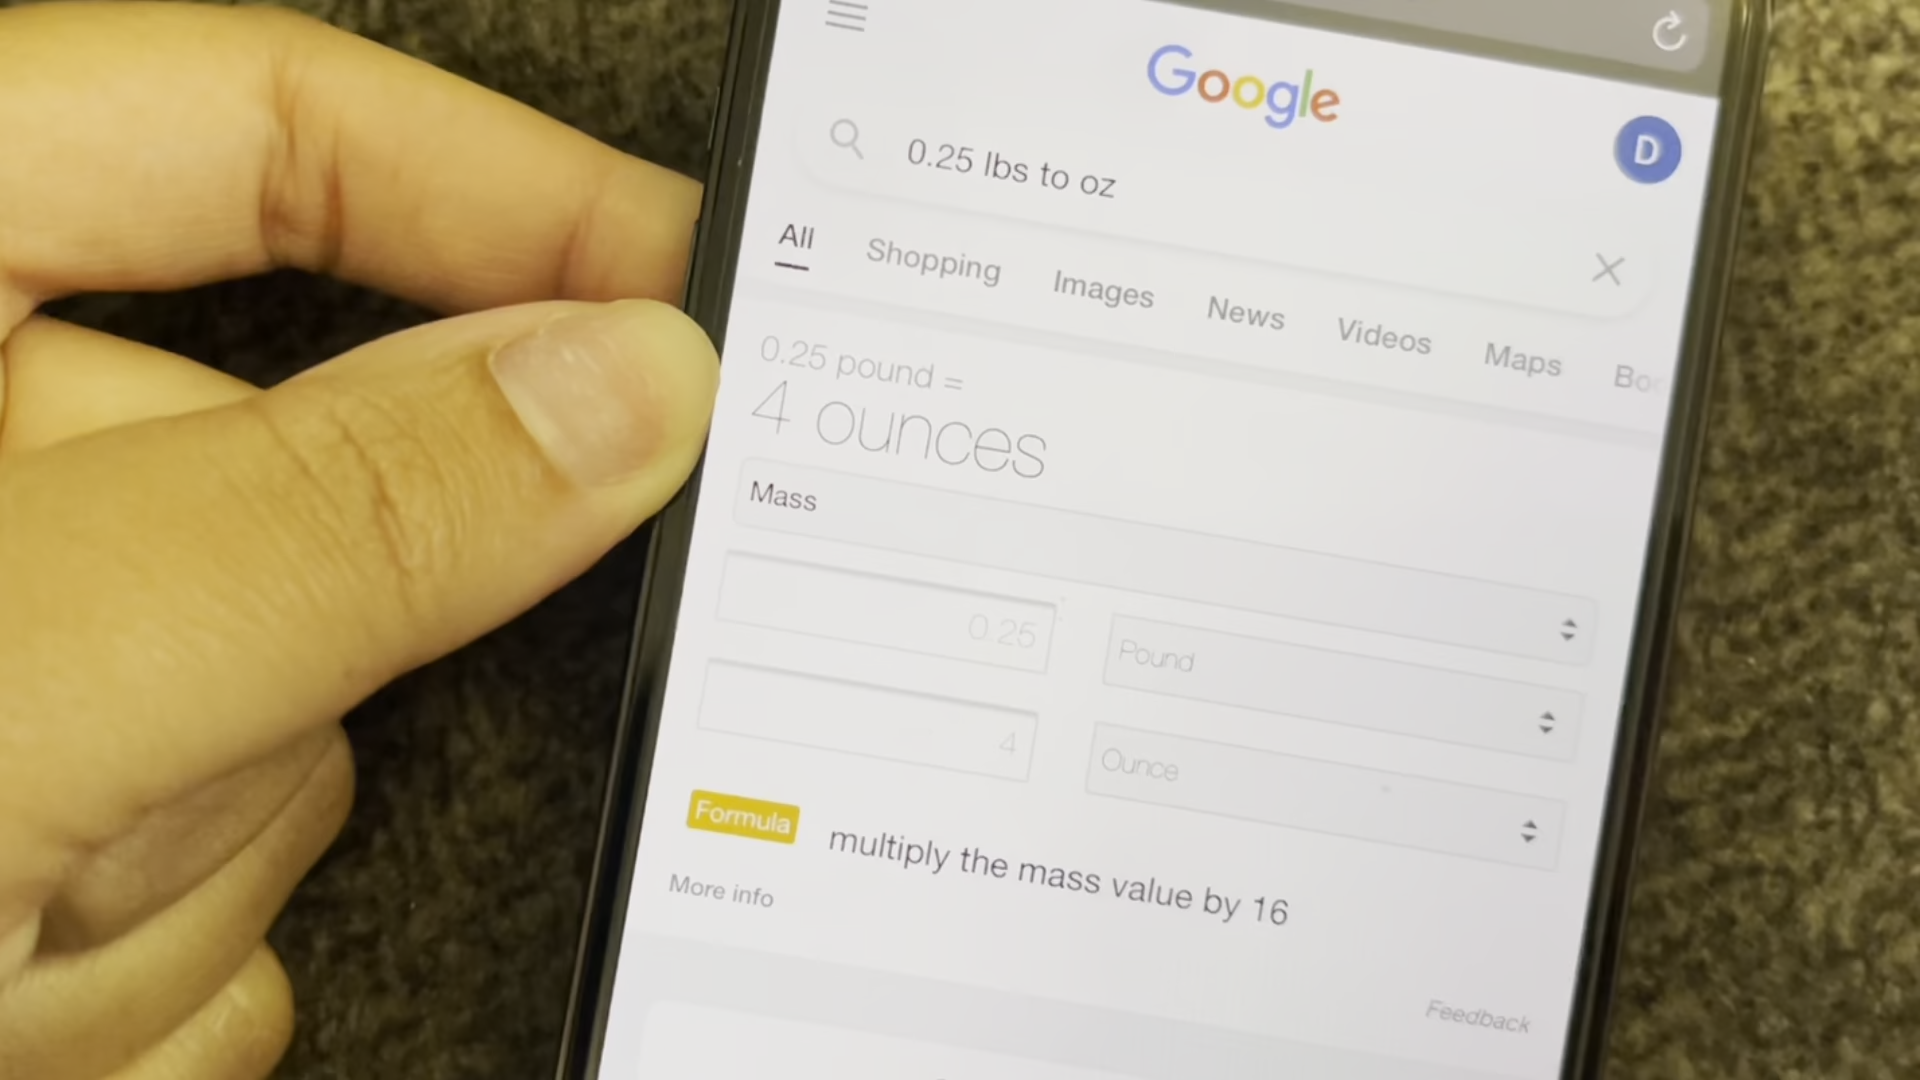 Google
D
0.25 lbs to oz
All Shopping Images News Videos Maps
0.25 pound =
4 ounces
Mass
0.25 Pound
4 Ounce
Formula multiply the mass value by 16
More info
Feedback